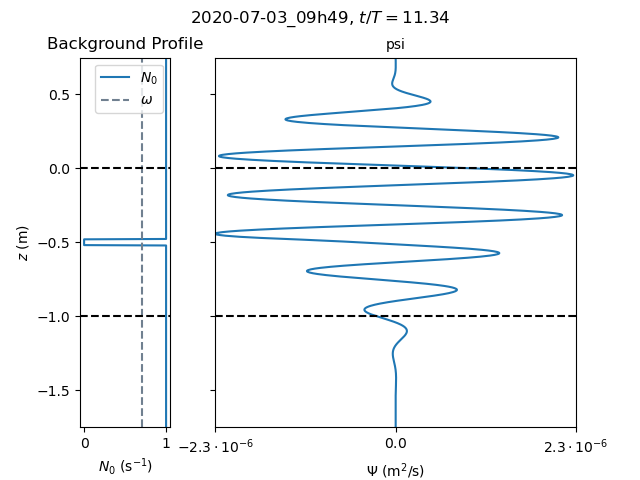 2020-07-03_09h49, t/T = 11.34
Background Profile
psi
N₀
ω
0.5
0.0
−0.5
−1.0
−1.5
z (m)
0 1
N₀ (s⁻¹)
−2.3 · 10⁻⁶ 0.0 2.3 · 10⁻⁶
Ψ (m²/s)